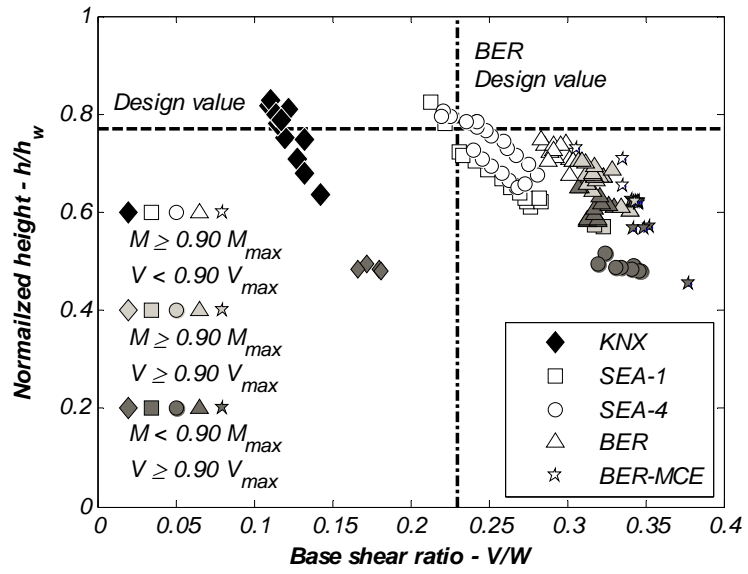 1
0.8
0.6
0.4
0.2
0
Normailzed height - h/h_w
BER
Design value
Design value
M ≥ 0.90 M_max
V < 0.90 V_max
M ≥ 0.90 M_max
V ≥ 0.90 V_max
M < 0.90 M_max
V ≥ 0.90 V_max
KNX
SEA-1
SEA-4
BER
BER-MCE
0 0.05 0.1 0.15 0.2 0.25 0.3 0.35 0.4
Base shear ratio - V/W